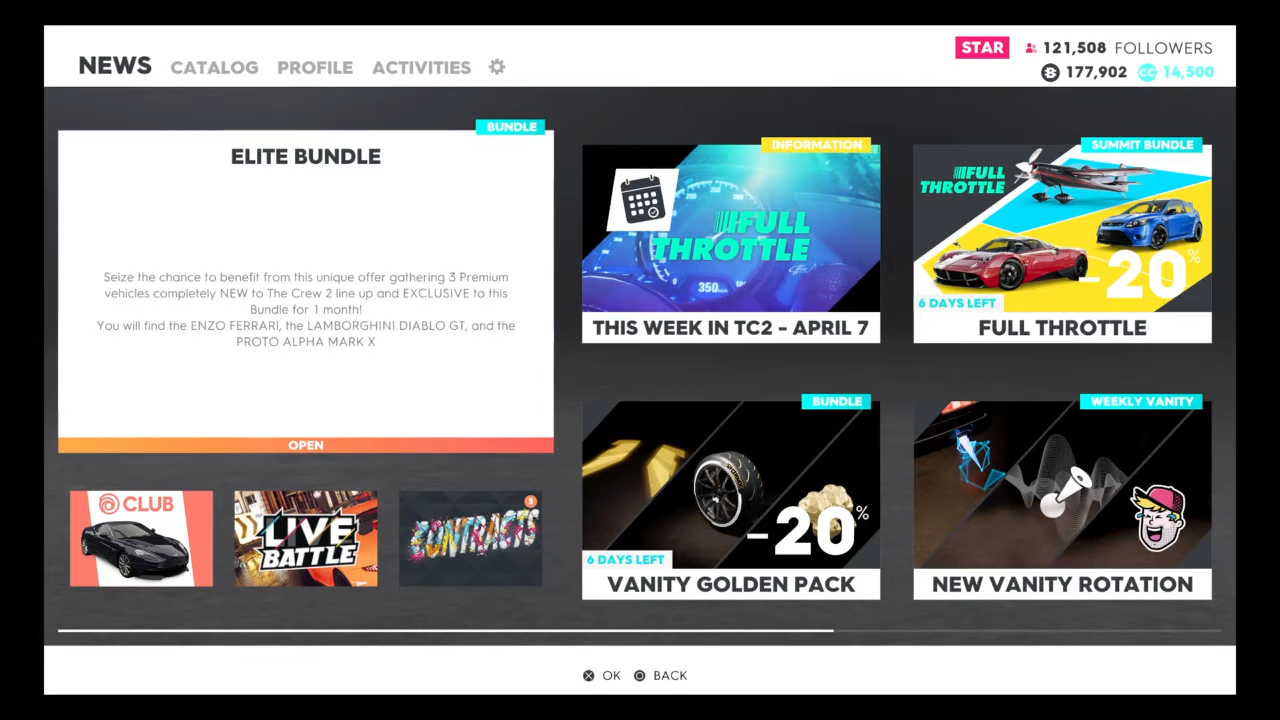 NEWS CATALOG PROFILE ACTIVITIES
STAR 121,508 FOLLOWERS
177,902 CC 14,500
BUNDLE
ELITE BUNDLE
Seize the chance to benefit from this unique offer gathering 3 Premium
vehicles completely NEW to The Crew 2 line up and EXCLUSIVE to this
Bundle for 1 month!
You will find the ENZO FERRARI, the LAMBORGHINI DIABLO GT, and the
PROTO ALPHA MARK X
OPEN
CLUB
LIVE
BATTLE
CONTRACTS
3
INFORMATION
FULL
THROTTLE
350
THIS WEEK IN TC2 - APRIL 7
SUMMIT BUNDLE
FULL
THROTTLE
-20%
6 DAYS LEFT
FULL THROTTLE
BUNDLE
-20%
6 DAYS LEFT
VANITY GOLDEN PACK
WEEKLY VANITY
NEW VANITY ROTATION
OK BACK